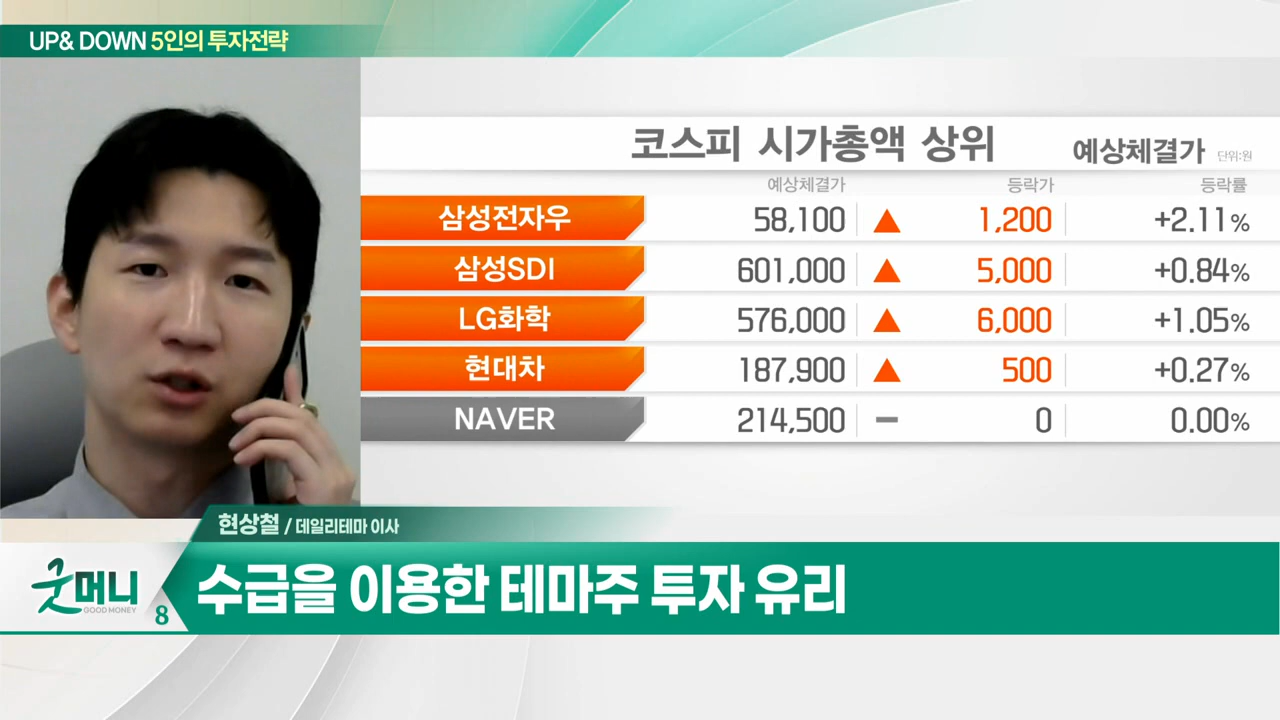 UP& DOWN 5인의 투자전략
코스피 시가총액 상위 예상체결가 단위:원
예상체결가 등락가 등락률
삼성전자우 58,100 ▲ 1,200 +2.11%
삼성SDI 601,000 ▲ 5,000 +0.84%
LG화학 576,000 ▲ 6,000 +1.05%
현대차 187,900 ▲ 500 +0.27%
NAVER 214,500 - 0 0.00%
현상철 / 데일리테마 이사
굿머니
GOOD MONEY
8
수급을 이용한 테마주 투자 유리